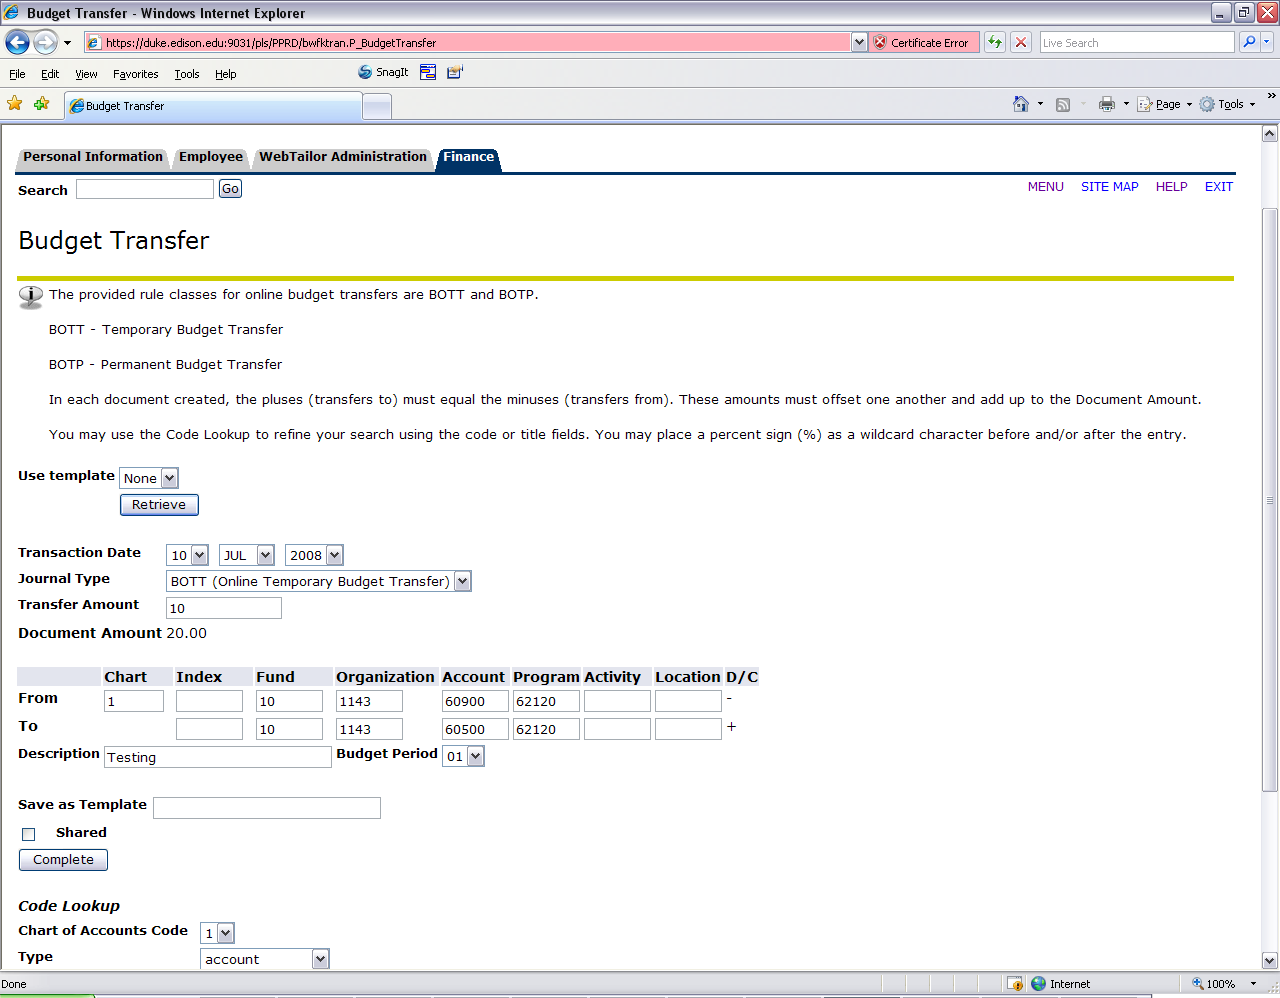 Budget Transfer - Windows Internet Explorer
https://duke.edison.edu:9031/pls/PPRD/bwfktran.P_BudgetTransfer
Certificate Error
Live Search
File Edit View Favorites Tools Help
SnagIt
Budget Transfer
Page
Tools
»
Personal Information
Employee
WebTailor Administration
Finance
Search
Go
MENU SITE MAP HELP EXIT
Budget Transfer
The provided rule classes for online budget transfers are BOTT and BOTP.
BOTT - Temporary Budget Transfer
BOTP - Permanent Budget Transfer
In each document created, the pluses (transfers to) must equal the minuses (transfers from). These amounts must offset one another and add up to the Document Amount.
You may use the Code Lookup to refine your search using the code or title fields. You may place a percent sign (%) as a wildcard character before and/or after the entry.
Use template None
Retrieve
Transaction Date 10 JUL 2008
Journal Type BOTT (Online Temporary Budget Transfer)
Transfer Amount 10
Document Amount 20.00
Chart Index Fund Organization Account Program Activity Location D/C
From 1 10 1143 60900 62120 -
To 10 1143 60500 62120 +
Description Testing Budget Period 01
Save as Template
Shared
Complete
Code Lookup
Chart of Accounts Code 1
Type account
Done
Internet
100%